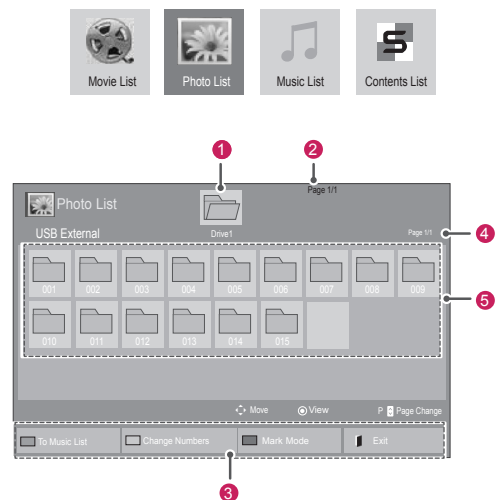 Movie List Photo List Music List Contents List
1 2
Page 1/1
Photo List
USB External Drive1 Page 1/1 4
001 002 003 004 005 006 007 008 009
5
010 011 012 013 014 015
Move View P Page Change
To Music List Change Numbers Mark Mode Exit
3